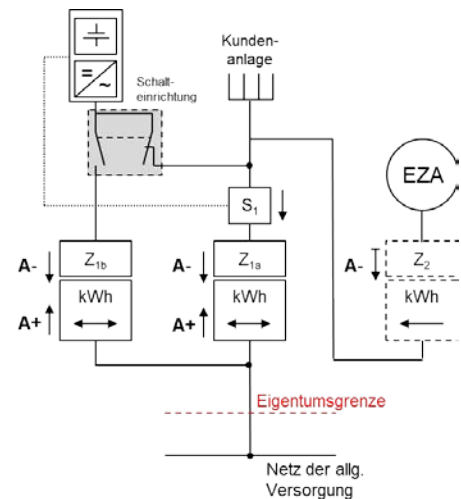 Kunden-
anlage
=
~
Schalt-
einrichtung
EZA
S1
A-
Z1b
A-
Z1a
A-
Z2
A+
kWh
A+
kWh
kWh
Eigentumsgrenze
Netz der allg.
Versorgung